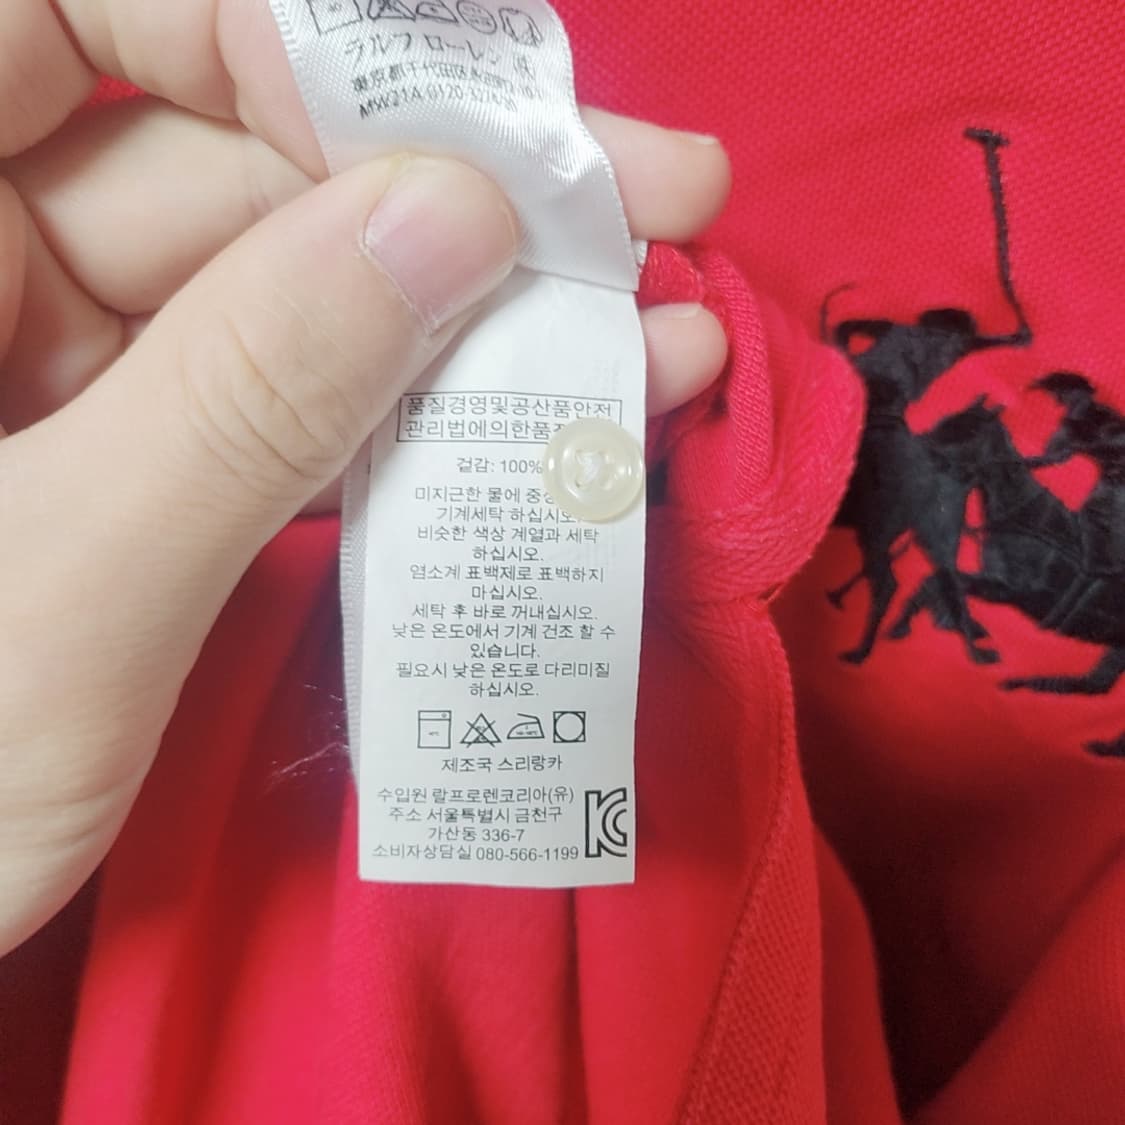 ラルフ ローレン (株)
東京都千代田区永田町
MW21A 0120-3274-20
품질경영및공산품안전
관리법에의한품
겉감: 100%
미지근한 물에
기계세탁 하십시오.
비슷한 색상 계열과 세탁
하십시오.
염소계 표백제로 표백하지
마십시오.
세탁 후 바로 꺼내십시오.
낮은 온도에서 기계 건조 할 수
있습니다.
필요시 낮은 온도로 다리미질
하십시오.
제조국 스리랑카
수입원 랄프로렌코리아(유)
주소 서울특별시 금천구
가산동 336-7
소비자상담실 080-566-1199
KC